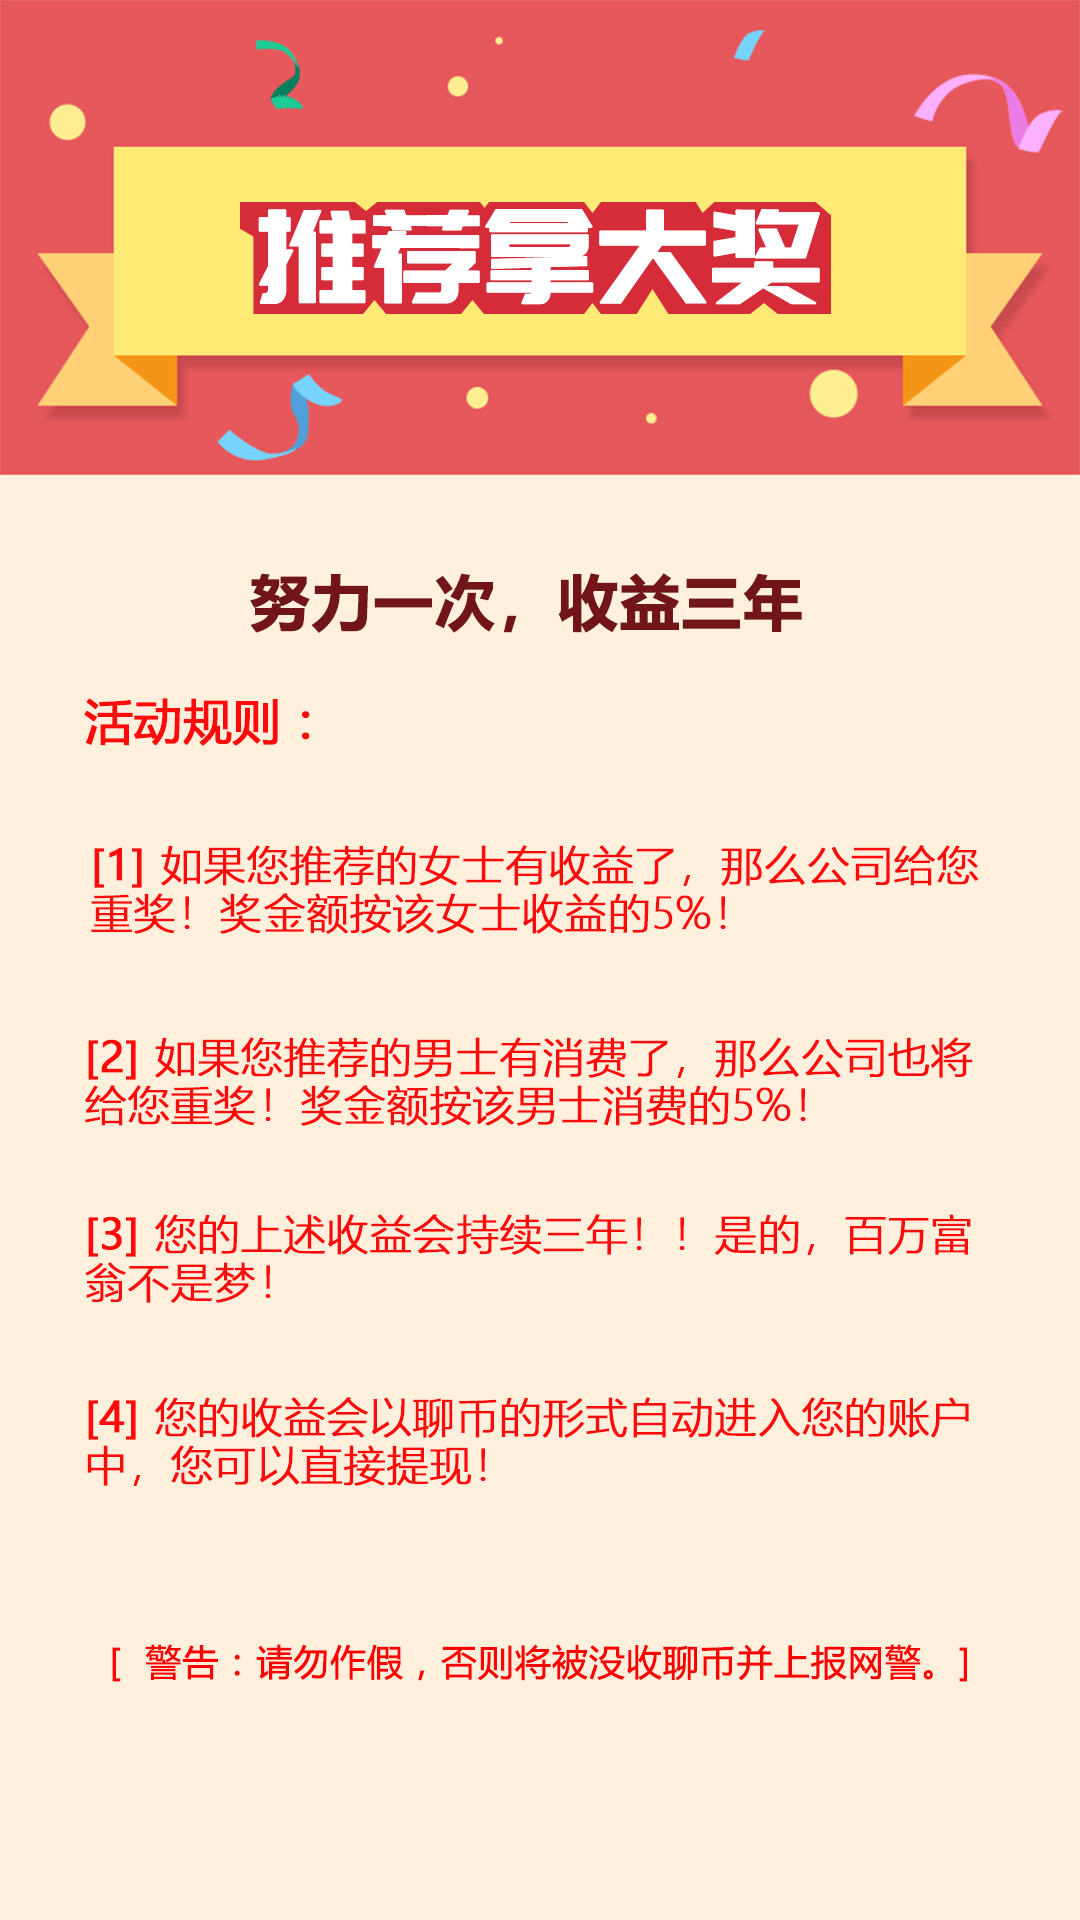 推荐拿大奖
努力一次，收益三年
活动规则：
[1] 如果您推荐的女士有收益了，那么公司给您
重奖！奖金额按该女士收益的5%！
[2] 如果您推荐的男士有消费了，那么公司也将
给您重奖！奖金额按该男士消费的5%！
[3] 您的上述收益会持续三年！！是的，百万富
翁不是梦！
[4] 您的收益会以聊币的形式自动进入您的账户
中，您可以直接提现！
[ 警告：请勿作假，否则将被没收聊币并上报网警。]